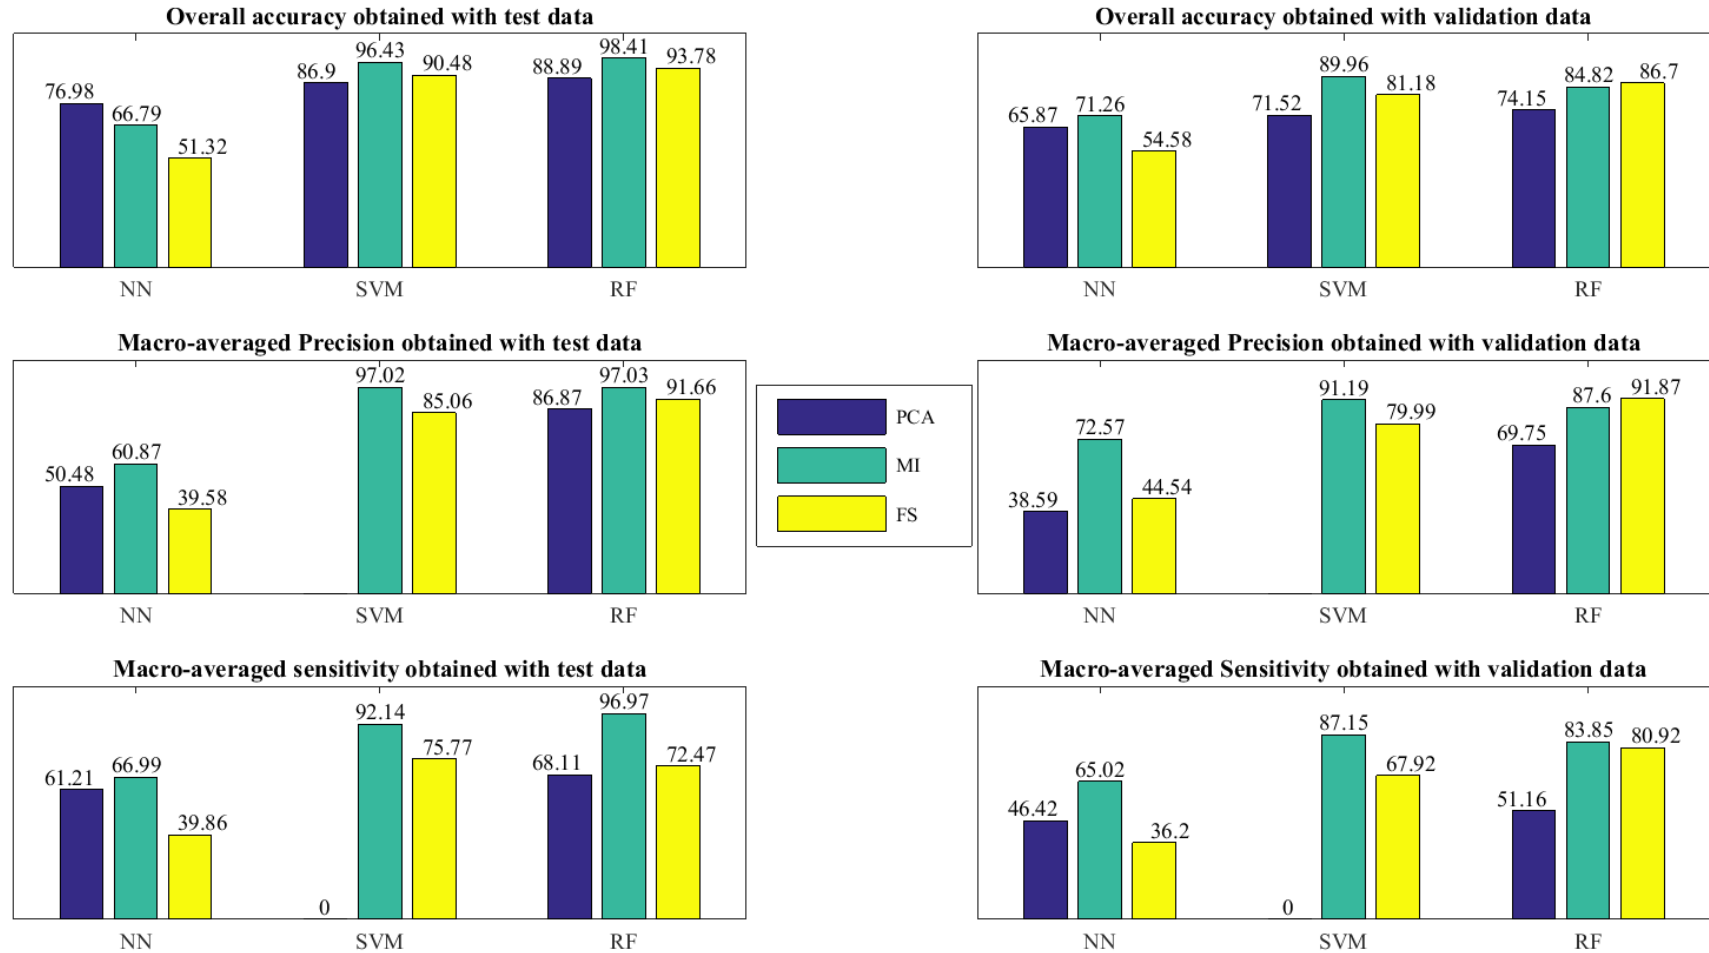 Overall accuracy obtained with test data
76.98 66.79 51.32 86.9 96.43 90.48 88.89 98.41 93.78
NN SVM RF
Overall accuracy obtained with validation data
65.87 71.26 54.58 71.52 89.96 81.18 74.15 84.82 86.7
NN SVM RF
Macro-averaged Precision obtained with test data
50.48 60.87 39.58 97.02 85.06 86.87 97.03 91.66
NN SVM RF
PCA
MI
FS
Macro-averaged Precision obtained with validation data
38.59 72.57 44.54 91.19 79.99 69.75 87.6 91.87
NN SVM RF
Macro-averaged sensitivity obtained with test data
61.21 66.99 39.86 0 92.14 75.77 68.11 96.97 72.47
NN SVM RF
Macro-averaged Sensitivity obtained with validation data
46.42 65.02 36.2 0 87.15 67.92 51.16 83.85 80.92
NN SVM RF